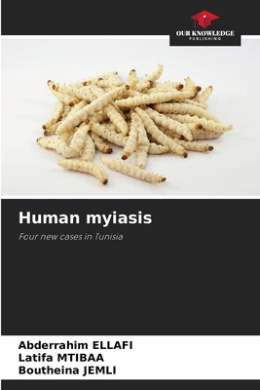 OUR KNOWLEDGE
PUBLISHING
Human myiasis
Four new cases in Tunisia
Abderrahim ELLAFI
Latifa MTIBAA
Boutheina JEMLI